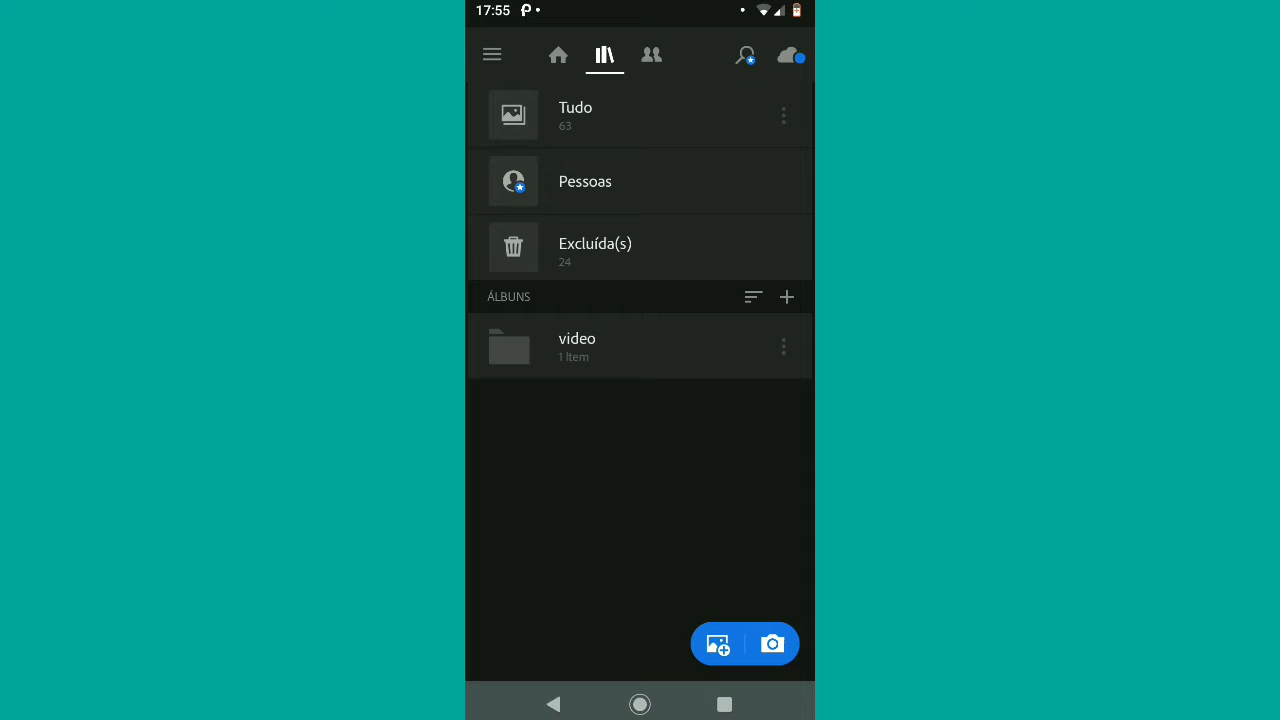 17:55
Tudo
63
Pessoas
Excluída(s)
24
ÁLBUNS
video
1 Item